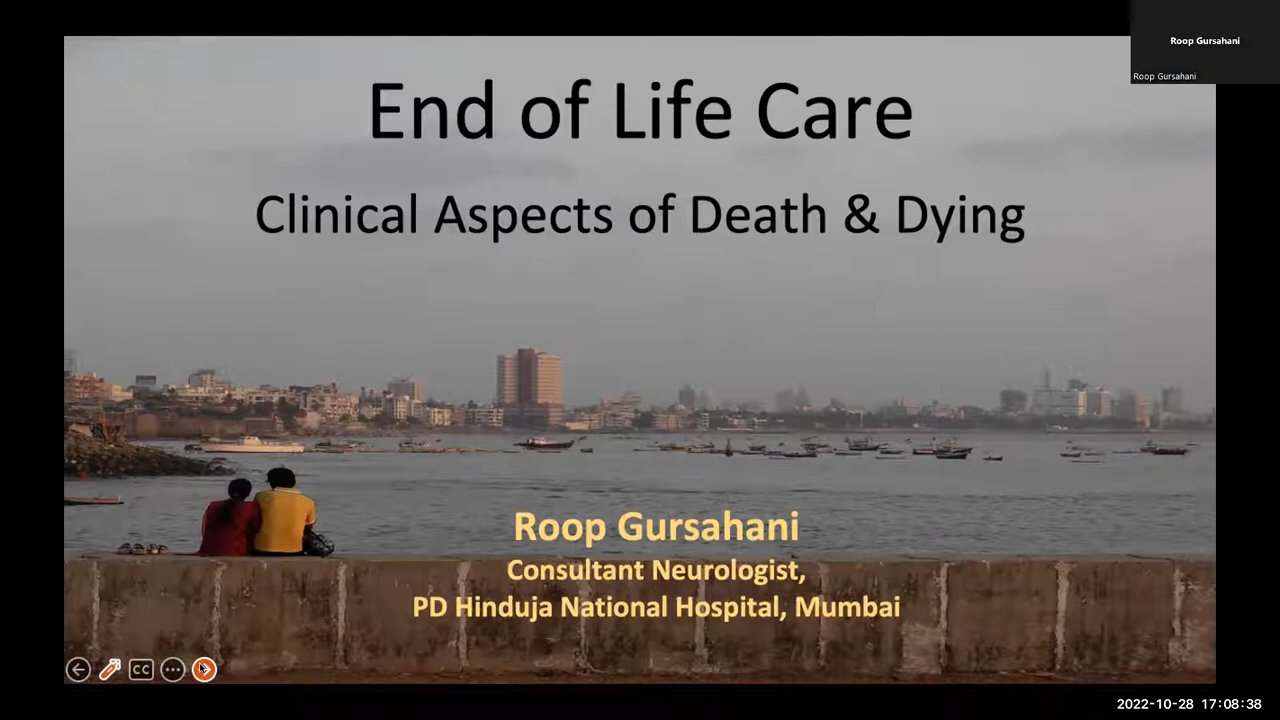 Roop Gursahani
Roop Gursahani
End of Life Care
Clinical Aspects of Death & Dying
Roop Gursahani
Consultant Neurologist,
PD Hinduja National Hospital, Mumbai
CC
2022-10-28 17:08:38